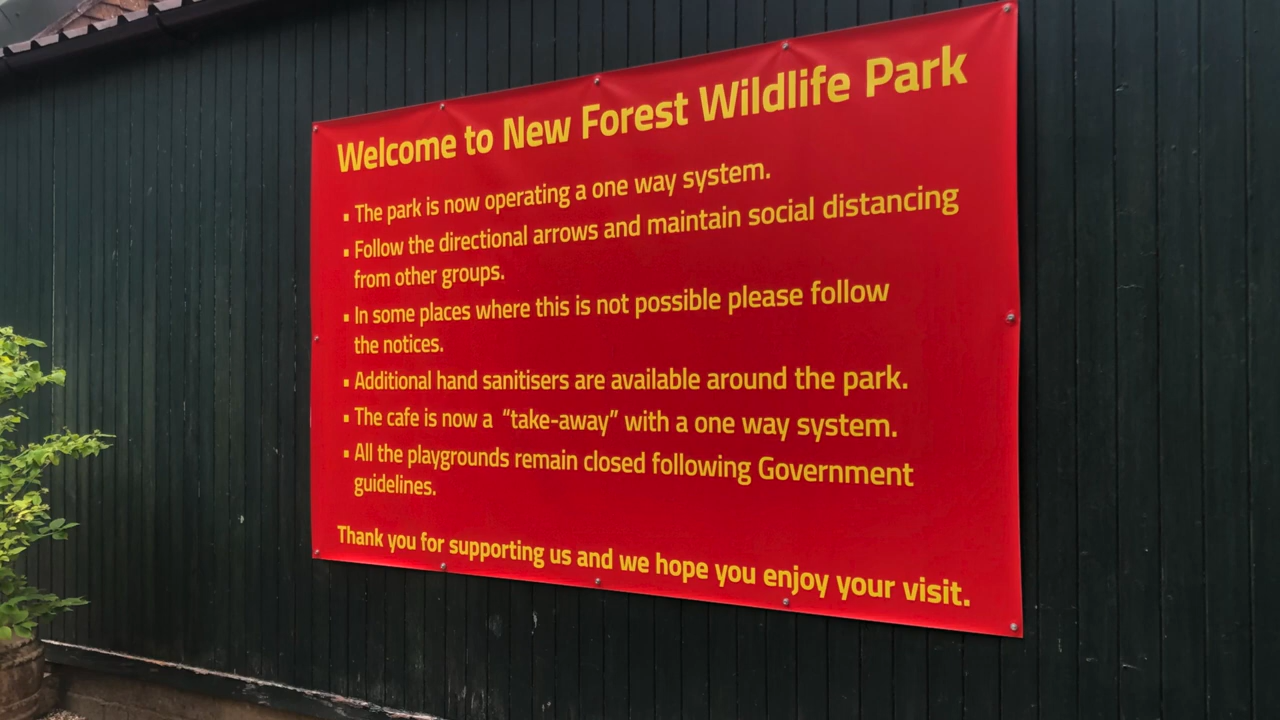 Welcome to New Forest Wildlife Park
▪ The park is now operating a one way system.
▪ Follow the directional arrows and maintain social distancing
from other groups.
▪ In some places where this is not possible please follow
the notices.
▪ Additional hand sanitisers are available around the park.
▪ The cafe is now a “take-away” with a one way system.
▪ All the playgrounds remain closed following Government
guidelines.
Thank you for supporting us and we hope you enjoy your visit.